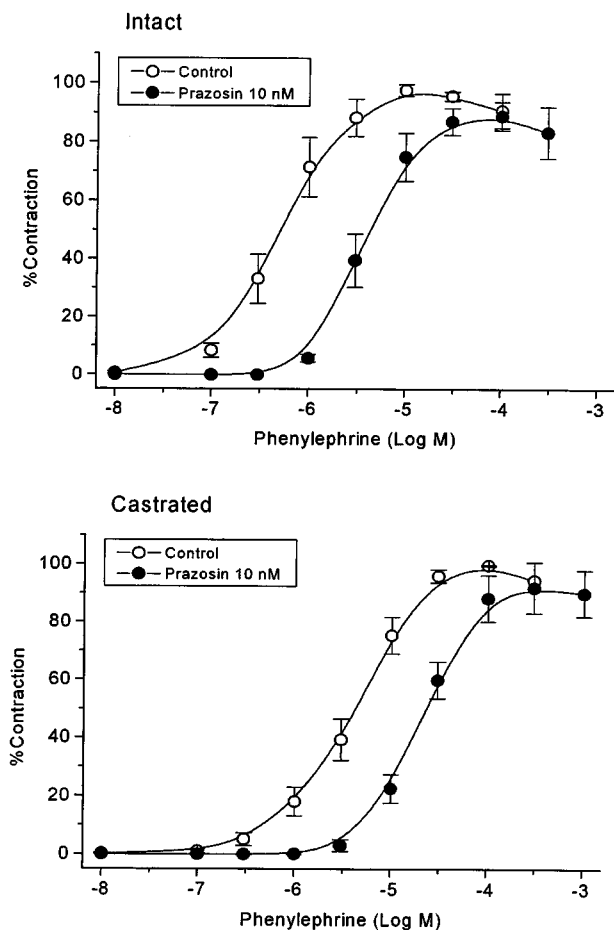 Intact
Control
Prazosin 10 nM
100
80
60
40
20
0
%Contraction
-8 -7 -6 -5 -4 -3
Phenylephrine (Log M)
Castrated
Control
Prazosin 10 nM
100
80
60
40
20
0
%Contraction
-8 -7 -6 -5 -4 -3
Phenylephrine (Log M)